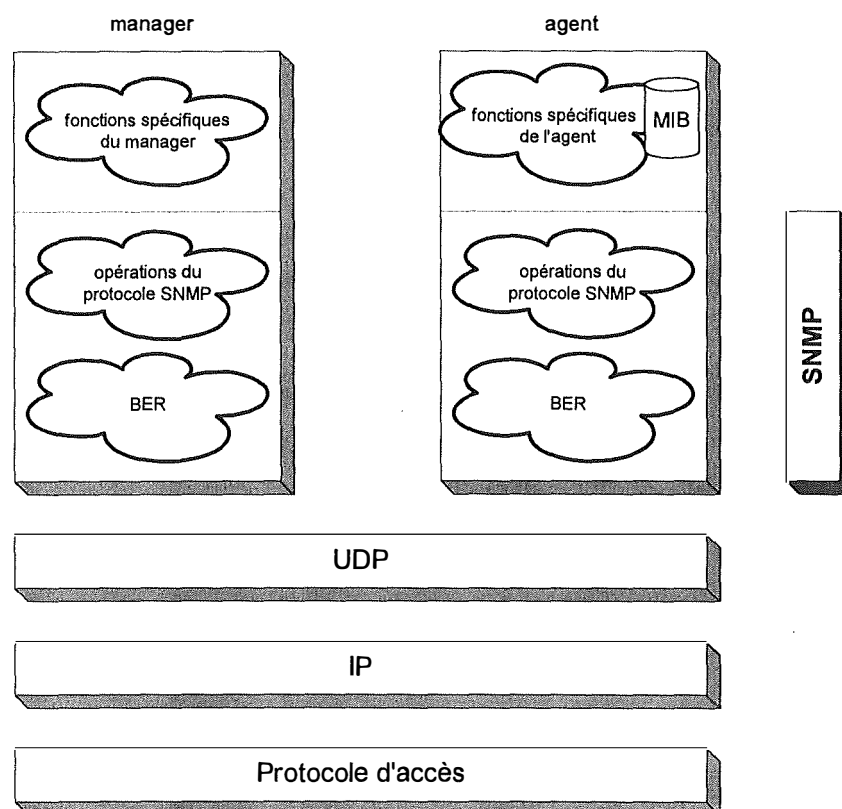 manager
agent
fonctions spécifiques
du manager
fonctions spécifiques
de l'agent
MIB
opérations du
protocole SNMP
opérations du
protocole SNMP
BER
BER
SNMP
UDP
IP
Protocole d'accès